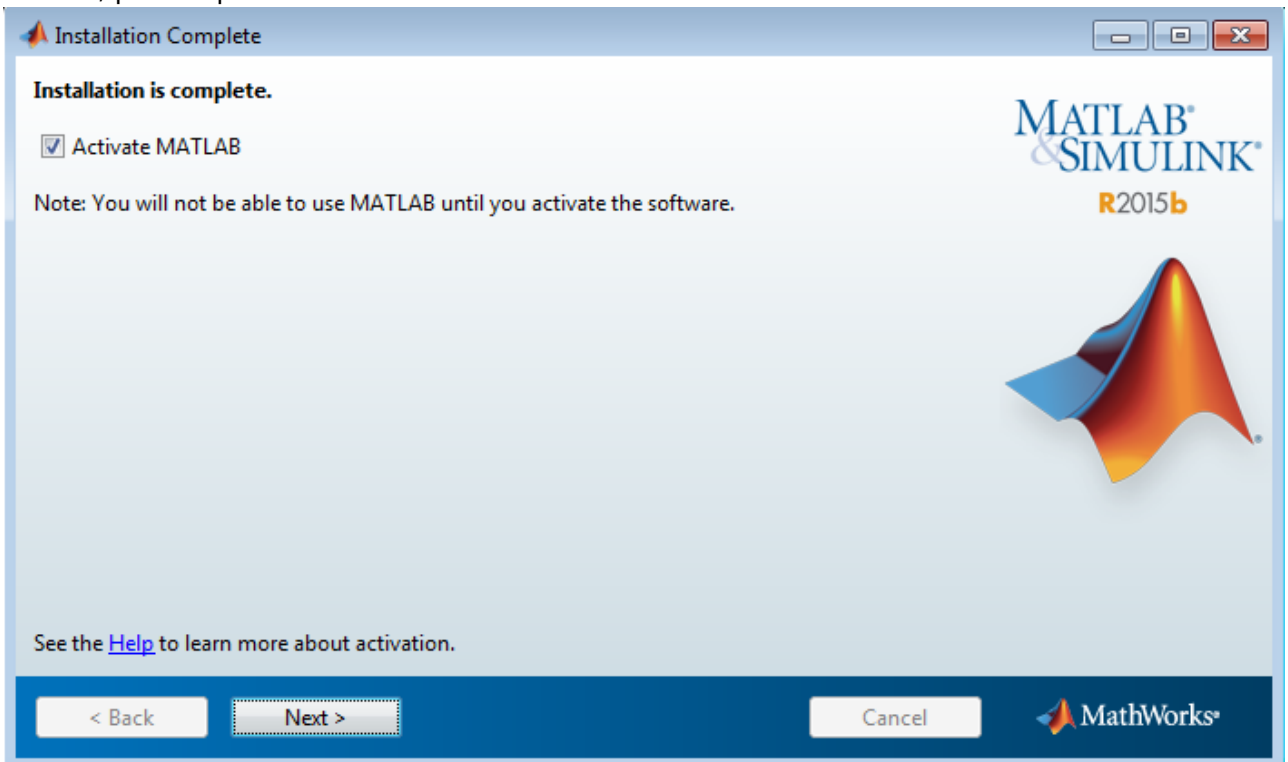 Installation Complete
Installation is complete.
Activate MATLAB
Note: You will not be able to use MATLAB until you activate the software.
MATLAB®
&SIMULINK®
R2015b
See the Help to learn more about activation.
< Back
Next >
Cancel
MathWorks®